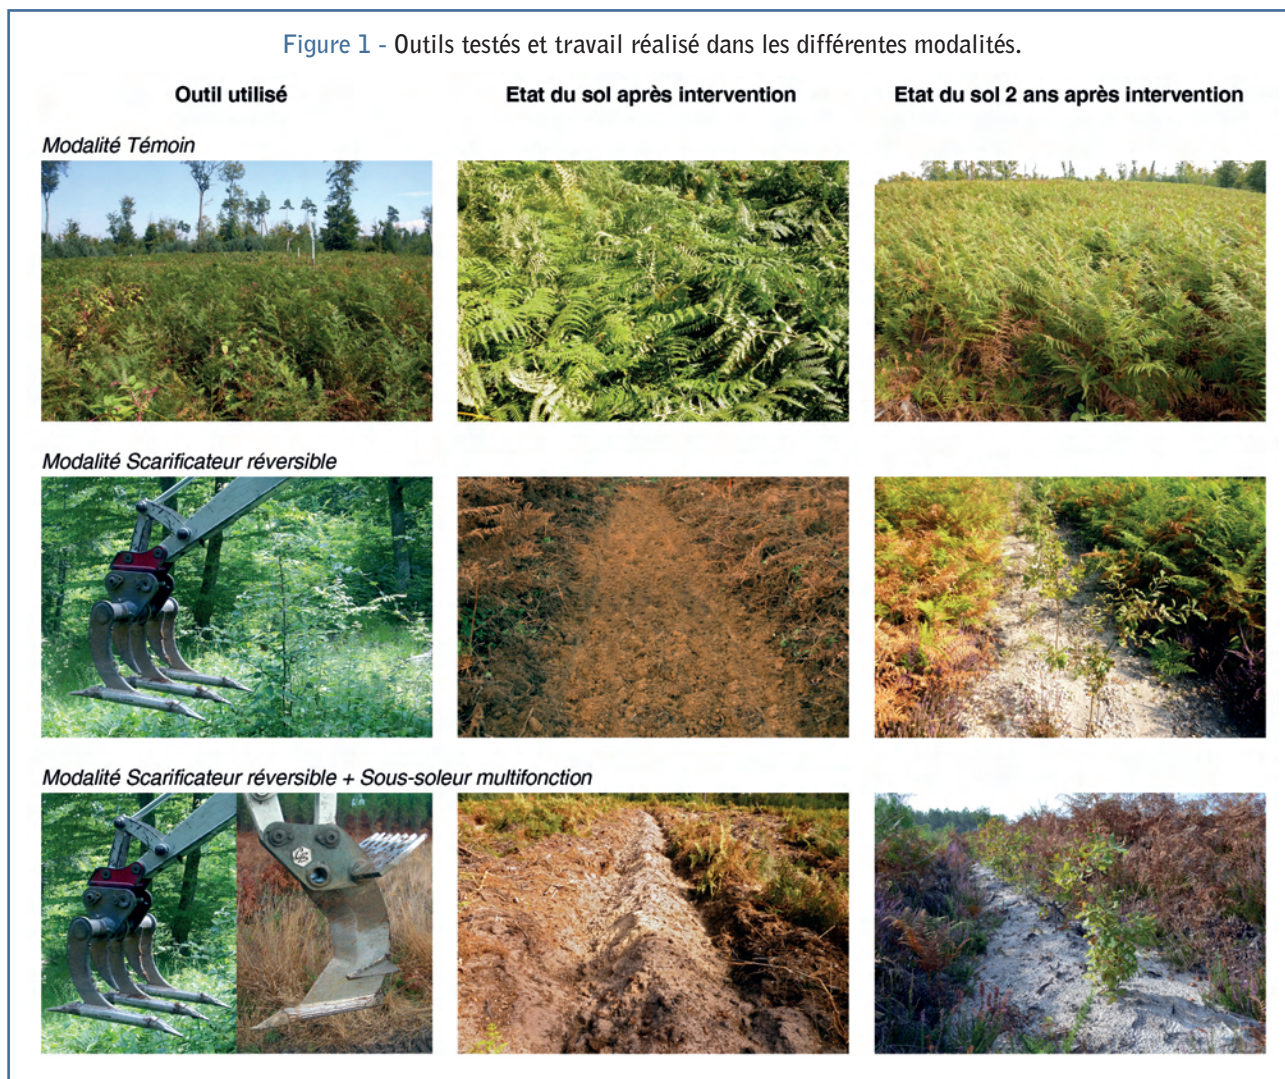 Figure 1 - Outils testés et travail réalisé dans les différentes modalités.
Outil utilisé
Etat du sol après intervention
Etat du sol 2 ans après intervention
Modalité Témoin
Modalité Scarificateur réversible
Modalité Scarificateur réversible + Sous-soleur multifonction